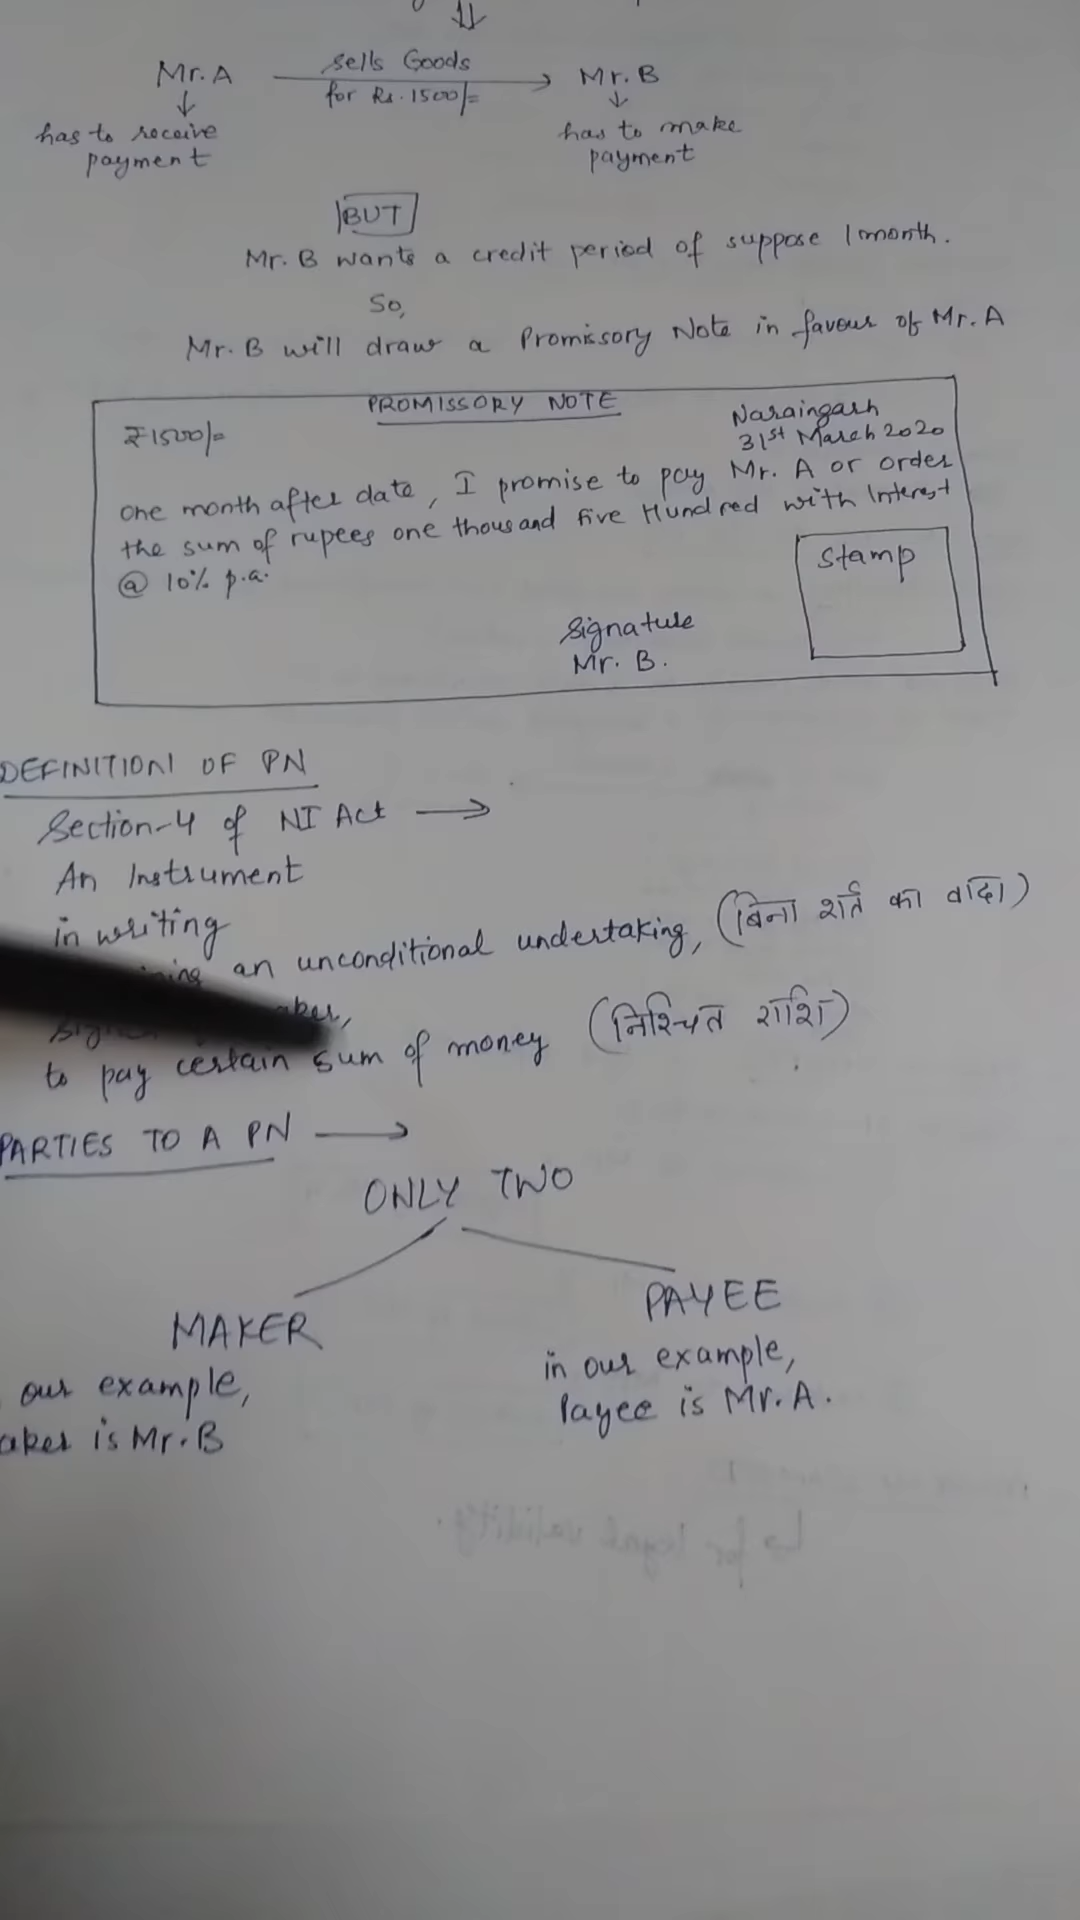 Mr. A sells Goods for Rs. 1500/= Mr. B
has to receive payment
has to make payment
BUT
Mr. B wants a credit period of suppose 1 month.
So,
Mr. B will draw a Promissory Note in favour of Mr. A
PROMISSORY NOTE
₹1500/=
Naraingarh
31st March 2020
one month after date, I promise to pay Mr. A or order
the sum of rupees one thousand five Hundred with Interest
@ 10% p.a.
Stamp
Signature
Mr. B.
DEFINITION OF PN
Section-4 of NI Act
An Instrument
in writing
an unconditional undertaking, (बिना शर्त का वादा)
to pay certain sum of money (निश्चित राशि)
PARTIES TO A PN
ONLY TWO
MAKER
our example,
is Mr. B
PAYEE
in our example,
Payee is Mr. A.